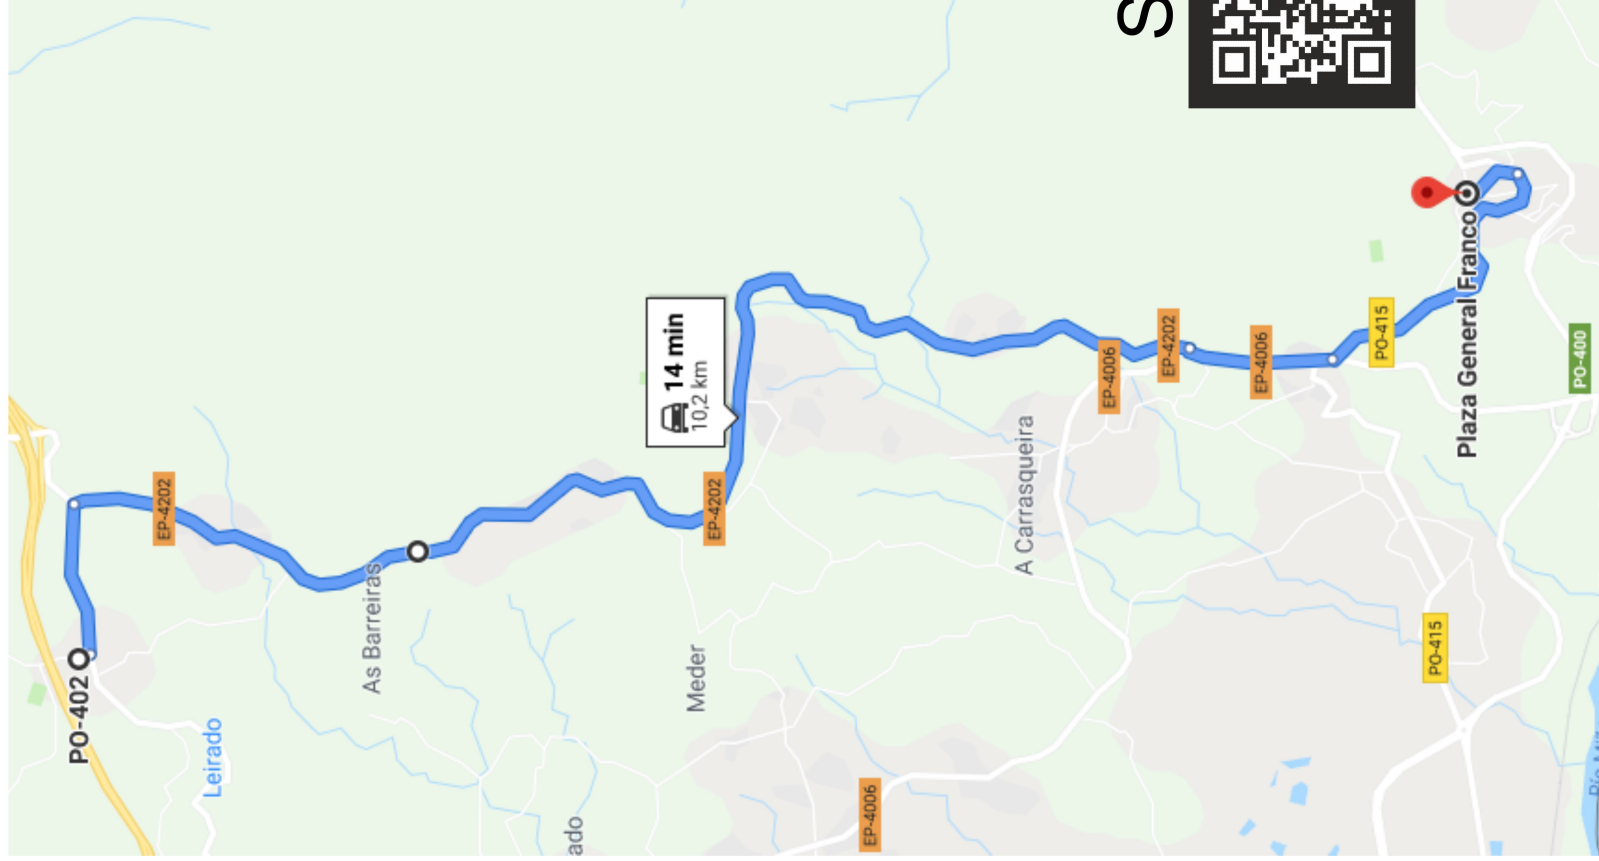 S
PO-402
Leirado
EP-4202
As Barreiras
14 min
10,2 km
EP-4202
Meder
ado
EP-4006
A Carrasqueira
EP-4006
EP-4202
EP-4006
PO-415
PO-415
Plaza General Franco
PO-400